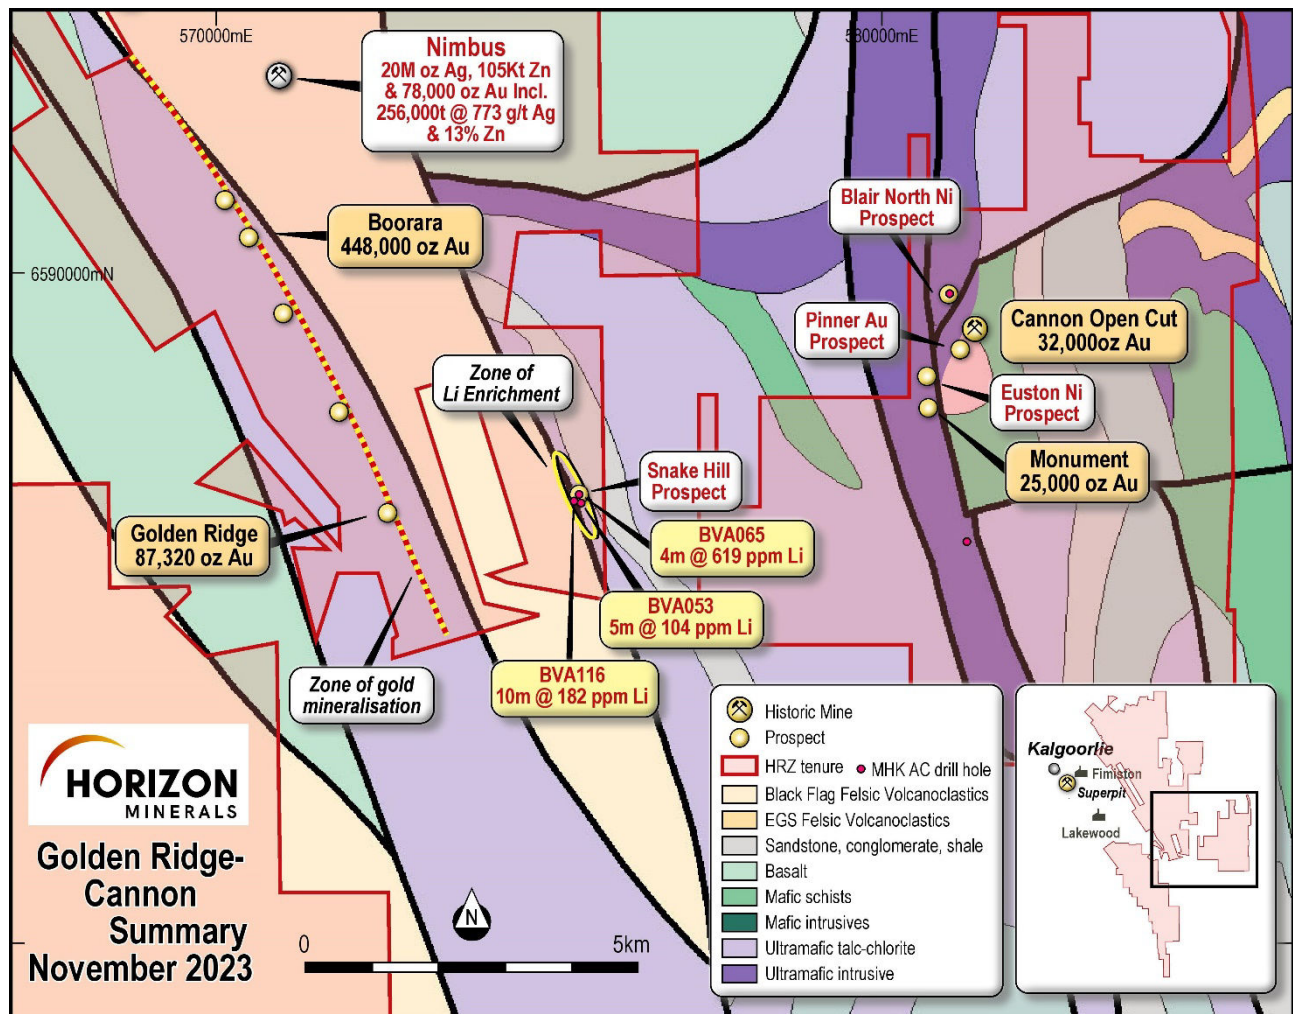 570000mE
580000mE
Nimbus
20M oz Ag, 105Kt Zn
& 78,000 oz Au Incl.
256,000t @ 773 g/t Ag
& 13% Zn
Blair North Ni
Prospect
Boorara
448,000 oz Au
6590000mN
Pinner Au
Prospect
Cannon Open Cut
32,000oz Au
Zone of
Li Enrichment
Euston Ni
Prospect
Snake Hill
Prospect
Monument
25,000 oz Au
Golden Ridge
87,320 oz Au
BVA065
4m @ 619 ppm Li
BVA053
5m @ 104 ppm Li
BVA116
10m @ 182 ppm Li
Zone of gold
mineralisation
HORIZON
MINERALS
Golden Ridge-
Cannon
Summary
November 2023
N
0
5km
Historic Mine
Prospect
HRZ tenure
MHK AC drill hole
Black Flag Felsic Volcanoclastics
EGS Felsic Volcanoclastics
Sandstone, conglomerate, shale
Basalt
Mafic schists
Mafic intrusives
Ultramafic talc-chlorite
Ultramafic intrusive
Kalgoorlie
Fimiston
Superpit
Lakewood